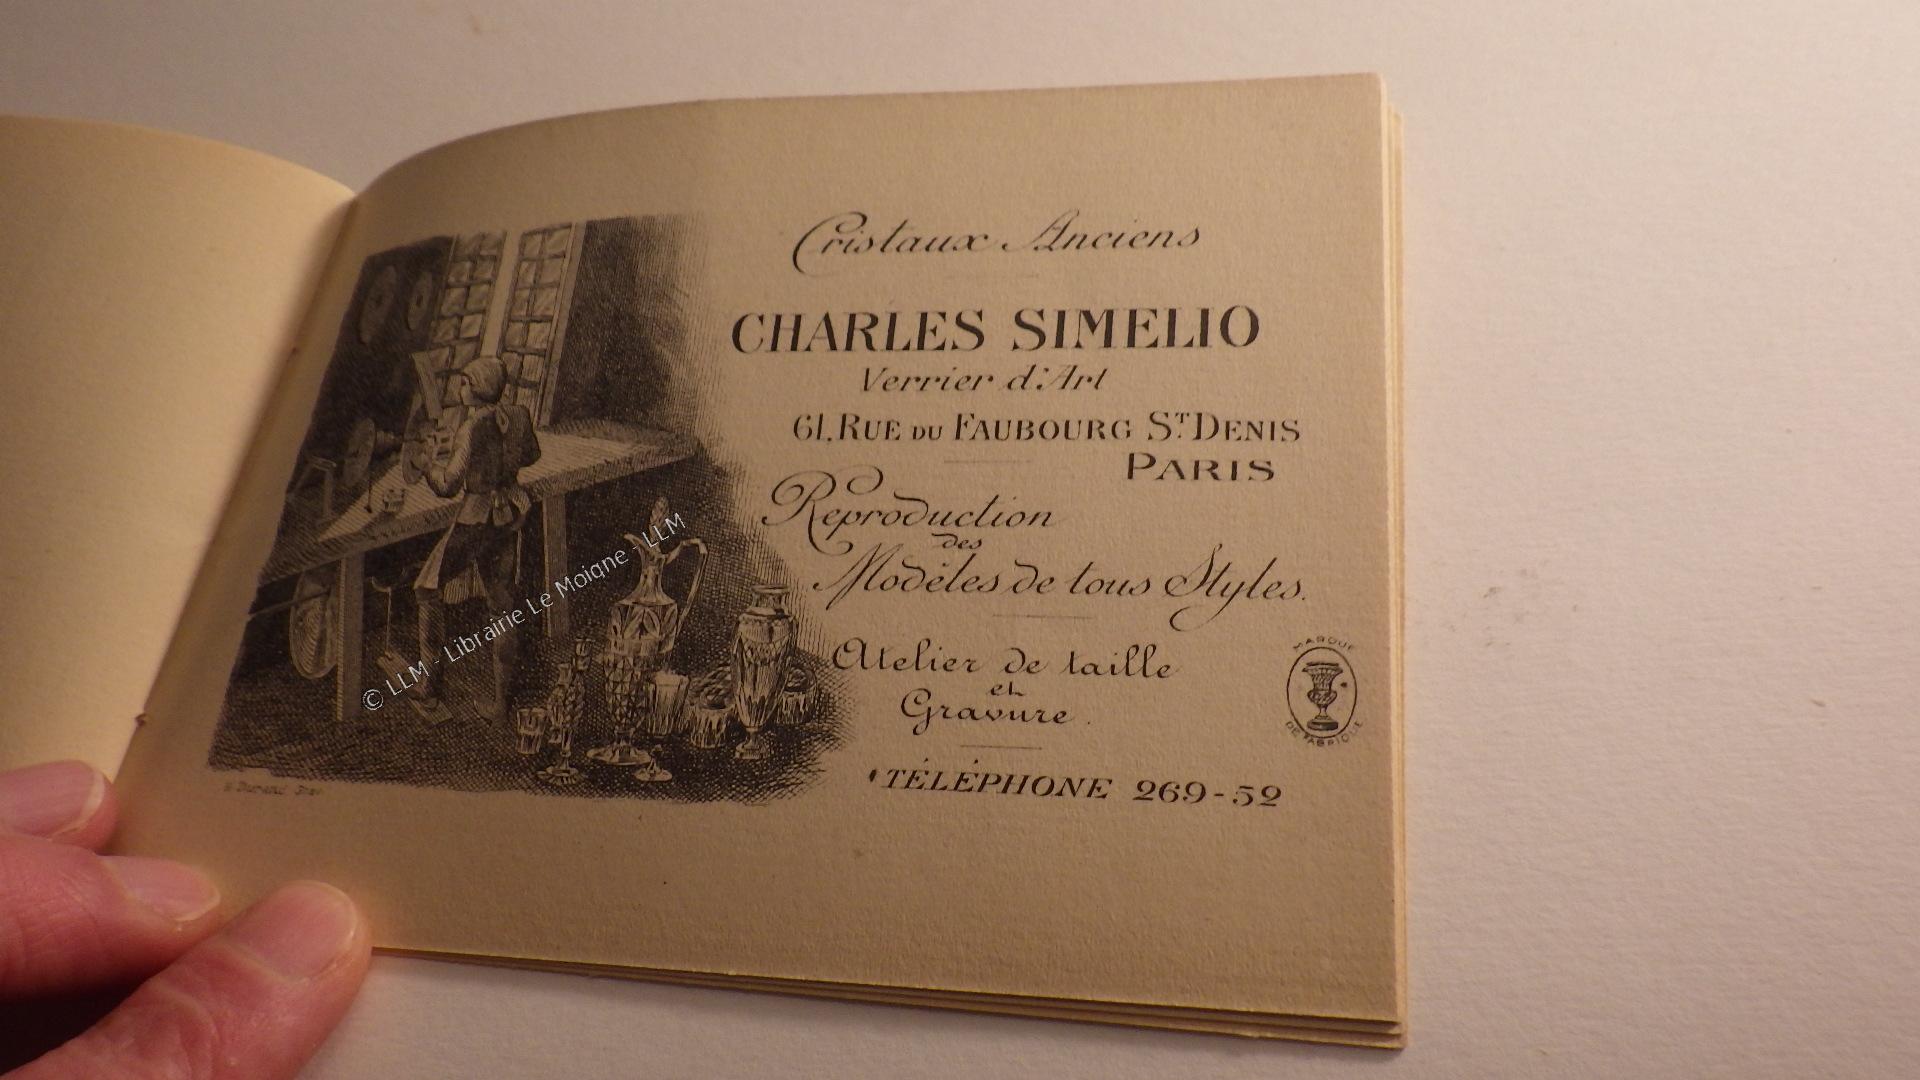 Cristaux Anciens
CHARLES SIMELIO
Verrier d'Art
61, RUE DU FAUBOURG ST DENIS
PARIS
Reproduction
des
Modèles de tous Styles.
Atelier de taille
et
Gravure.
TÉLÉPHONE 269-52
MARQUE
DE FABRIQUE
© LLM - Librairie Le Moigne - LLM